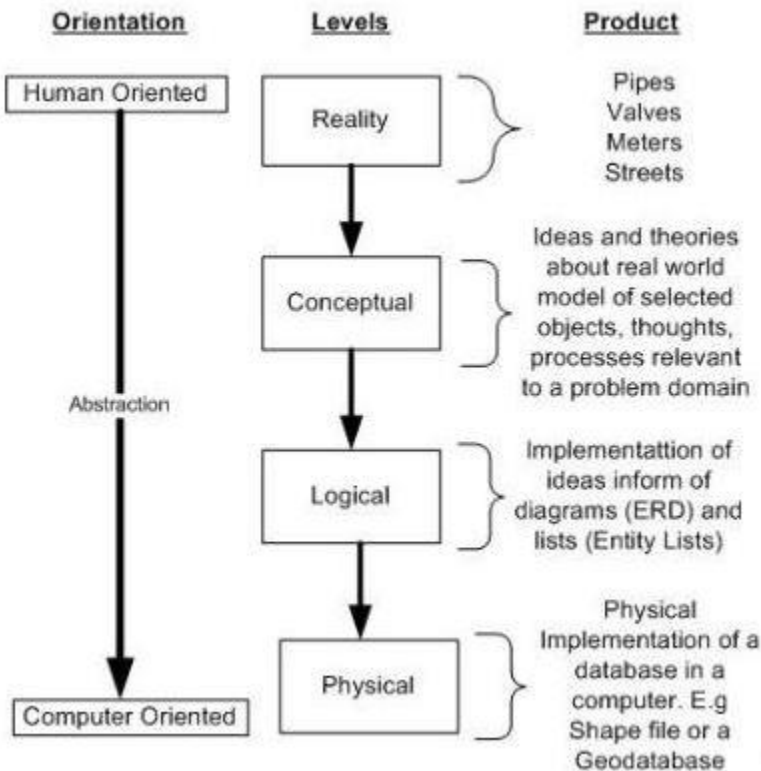 Orientation
Levels
Product
Human Oriented
Reality
Pipes
Valves
Meters
Streets
Conceptual
Ideas and theories
about real world
model of selected
objects, thoughts,
processes relevant
to a problem domain
Abstraction
Logical
Implementattion of
ideas inform of
diagrams (ERD) and
lists (Entity Lists)
Physical
Physical
Implementation of a
database in a
computer. E.g
Shape file or a
Geodatabase
Computer Oriented